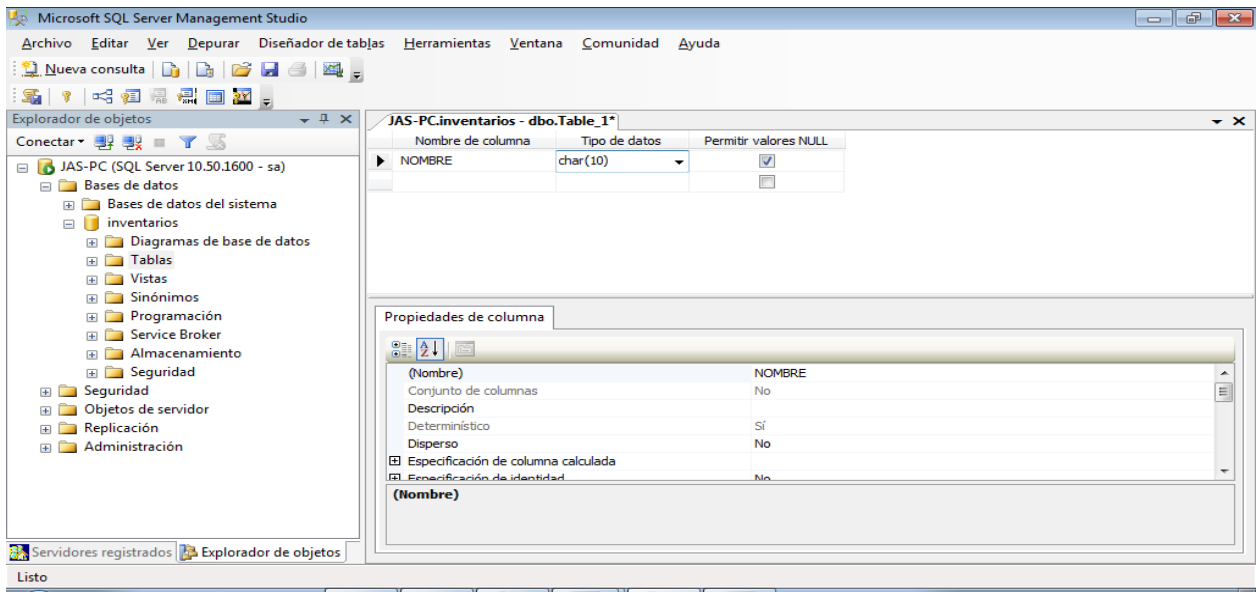 Microsoft SQL Server Management Studio
Archivo Editar Ver Depurar Diseñador de tablas Herramientas Ventana Comunidad Ayuda
Nueva consulta
Explorador de objetos
Conectar
JAS-PC (SQL Server 10.50.1600 - sa)
Bases de datos
Bases de datos del sistema
inventarios
Diagramas de base de datos
Tablas
Vistas
Sinónimos
Programación
Service Broker
Almacenamiento
Seguridad
Seguridad
Objetos de servidor
Replicación
Administración
Servidores registrados Explorador de objetos
JAS-PC.inventarios - dbo.Table_1*
Nombre de columna Tipo de datos Permitir valores NULL
NOMBRE char(10)
Propiedades de columna
(Nombre) NOMBRE
Conjunto de columnas No
Descripción
Determinístico Sí
Disperso No
Especificación de columna calculada
Especificación de identidad No
(Nombre)
Listo